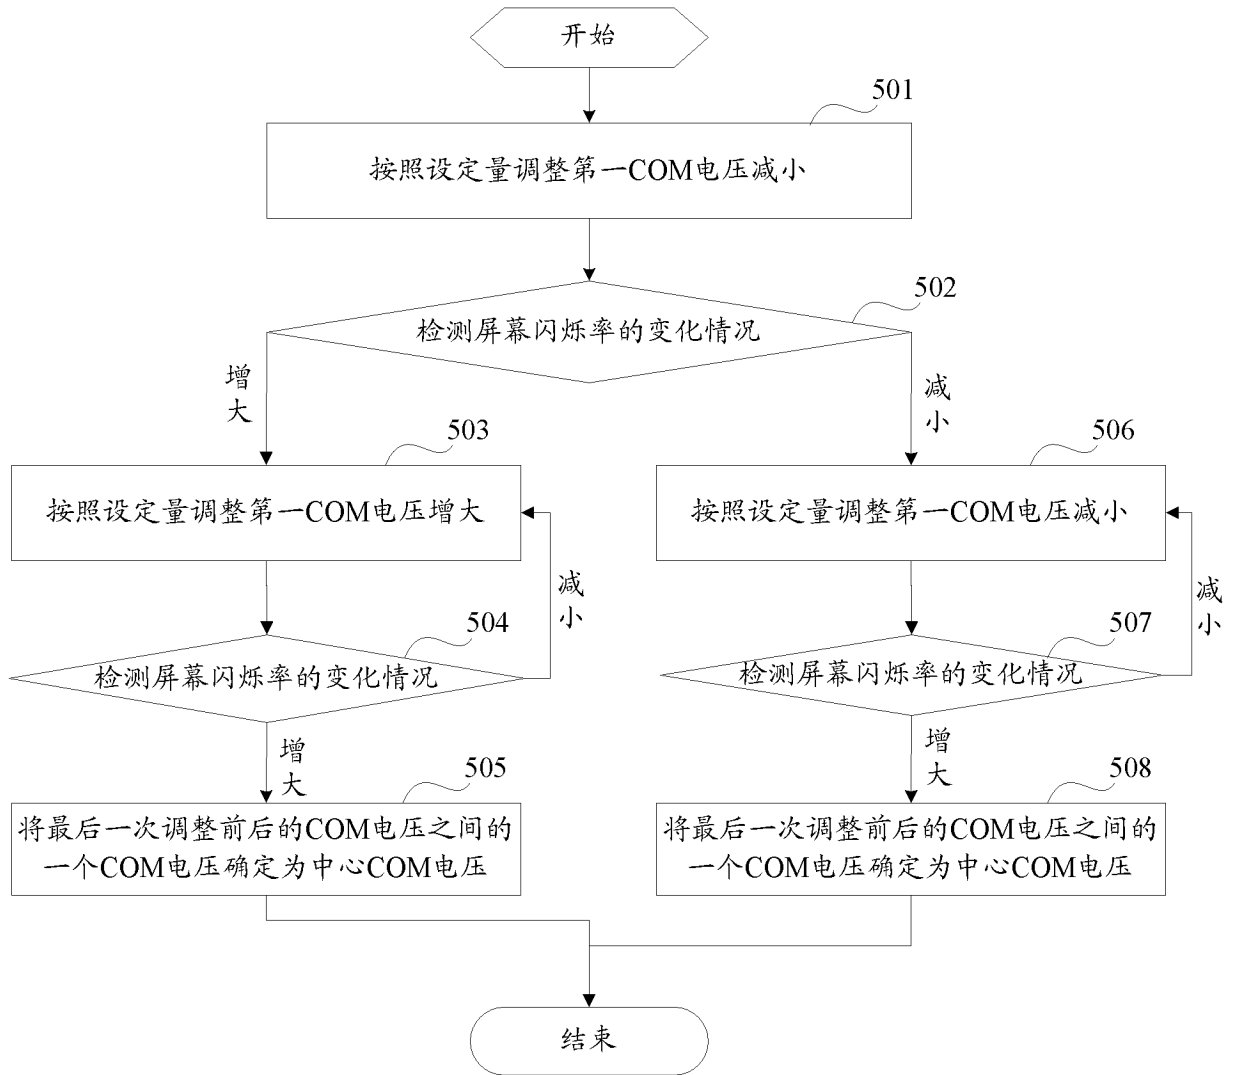 开始
501
按照设定量调整第一COM电压减小
502
检测屏幕闪烁率的变化情况
增大
减小
503
按照设定量调整第一COM电压增大
506
按照设定量调整第一COM电压减小
减小
减小
504
检测屏幕闪烁率的变化情况
507
检测屏幕闪烁率的变化情况
增大
增大
505
将最后一次调整前后的COM电压之间的
一个COM电压确定为中心COM电压
508
将最后一次调整前后的COM电压之间的
一个COM电压确定为中心COM电压
结束